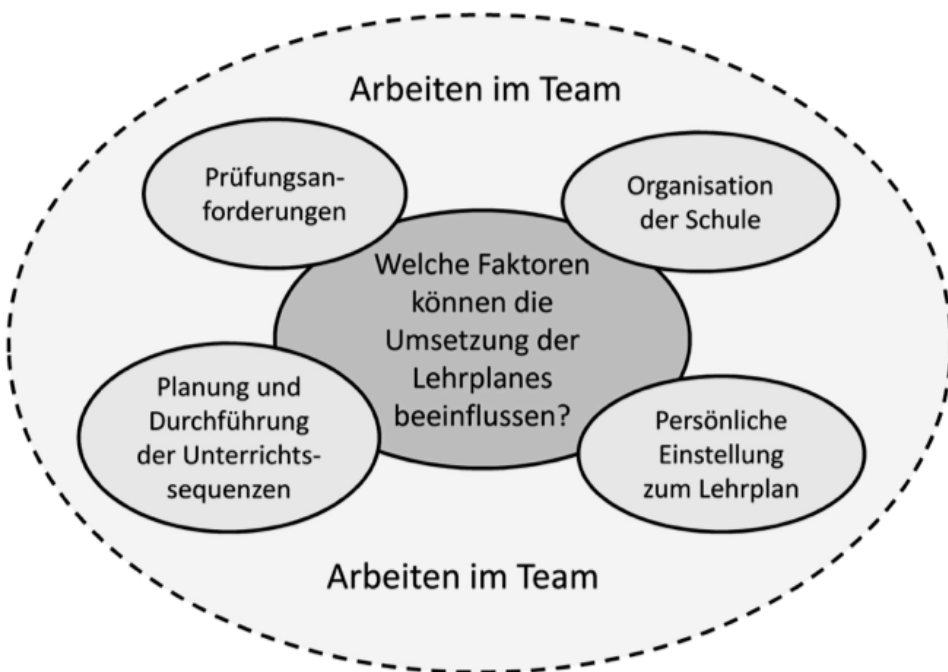 Arbeiten im Team
Prüfungsan-
forderungen
Organisation
der Schule
Welche Faktoren
können die
Umsetzung der
Lehrplanes
beeinflussen?
Planung und
Durchführung
der Unterrichts-
sequenzen
Persönliche
Einstellung
zum Lehrplan
Arbeiten im Team